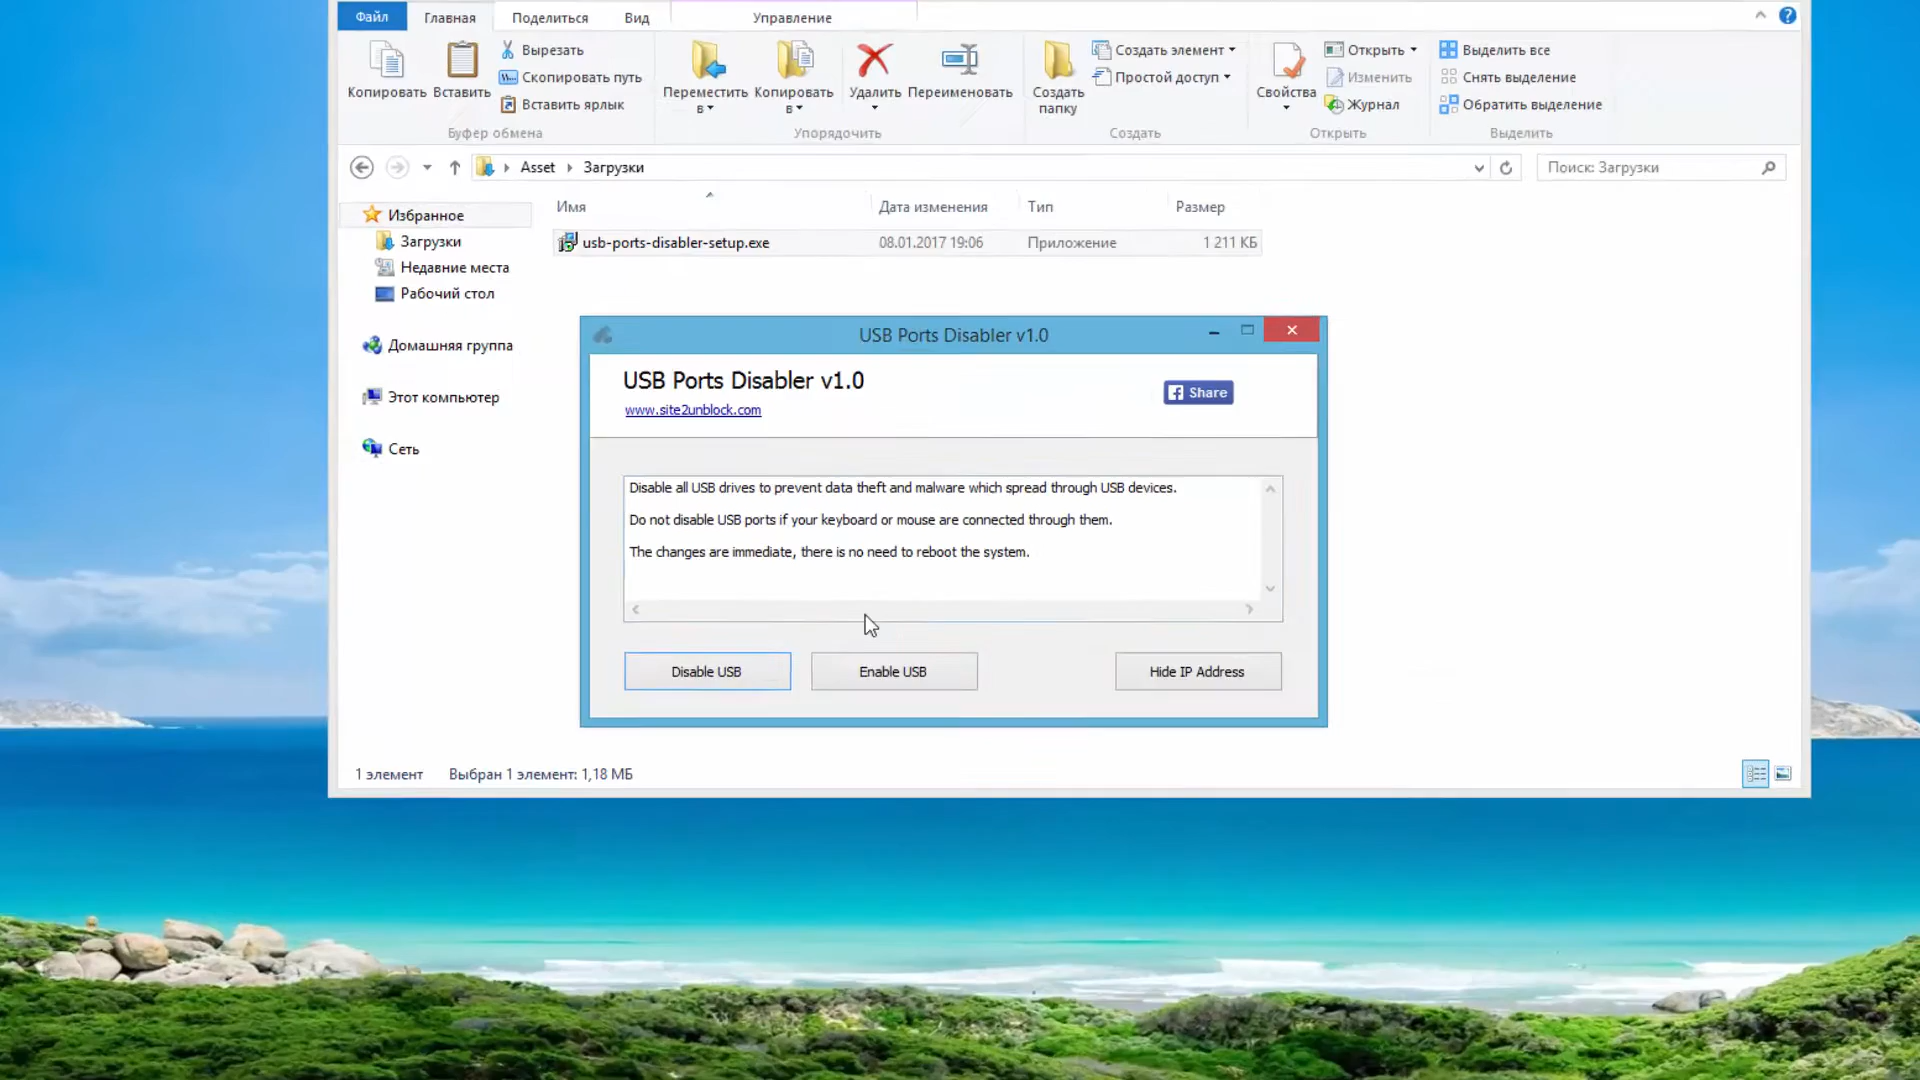 Файл
Главная
Поделиться
Вид
Управление
Копировать
Вставить
Вырезать
Скопировать путь
Вставить ярлык
Буфер обмена
Переместить в
Копировать в
Удалить
Переименовать
Упорядочить
Создать папку
Создать элемент
Простой доступ
Создать
Свойства
Открыть
Изменить
Журнал
Открыть
Выделить все
Снять выделение
Обратить выделение
Выделить
Asset
Загрузки
Поиск: Загрузки
Имя
Дата изменения
Тип
Размер
usb-ports-disabler-setup.exe
08.01.2017 19:06
Приложение
1 211 КБ
Избранное
Загрузки
Недавние места
Рабочий стол
Домашняя группа
Этот компьютер
Сеть
USB Ports Disabler v1.0
USB Ports Disabler v1.0
www.site2unblock.com
Share
Disable all USB drives to prevent data theft and malware which spread through USB devices.
Do not disable USB ports if your keyboard or mouse are connected through them.
The changes are immediate, there is no need to reboot the system.
Disable USB
Enable USB
Hide IP Address
1 элемент
Выбран 1 элемент: 1,18 МБ